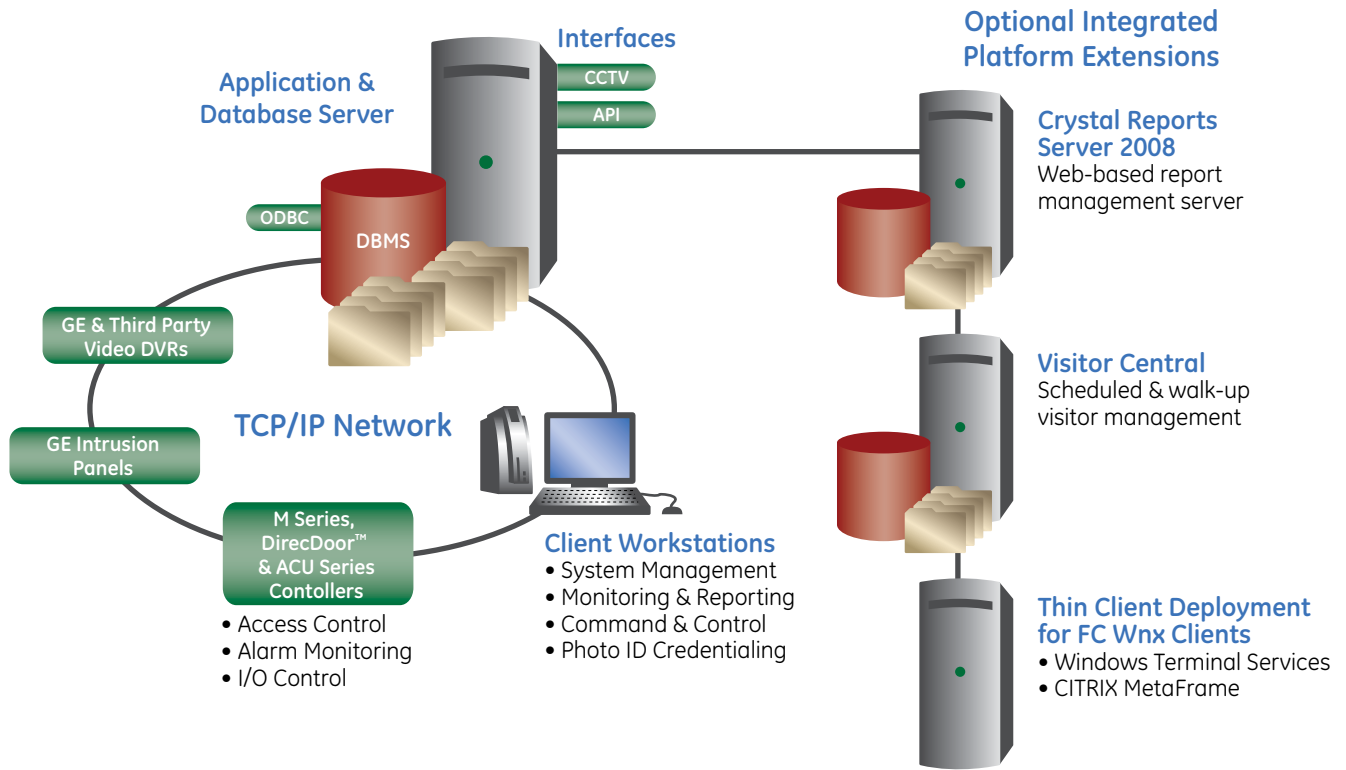 Interfaces
CCTV
API
Application &
Database Server
ODBC
DBMS
GE & Third Party
Video DVRs
TCP/IP Network
GE Intrusion
Panels
M Series,
DirecDoor™
& ACU Series
Contollers
• Access Control
• Alarm Monitoring
• I/O Control
Client Workstations
• System Management
• Monitoring & Reporting
• Command & Control
• Photo ID Credentialing
Optional Integrated
Platform Extensions
Crystal Reports
Server 2008
Web-based report
management server
Visitor Central
Scheduled & walk-up
visitor management
Thin Client Deployment
for FC Wnx Clients
• Windows Terminal Services
• CITRIX MetaFrame